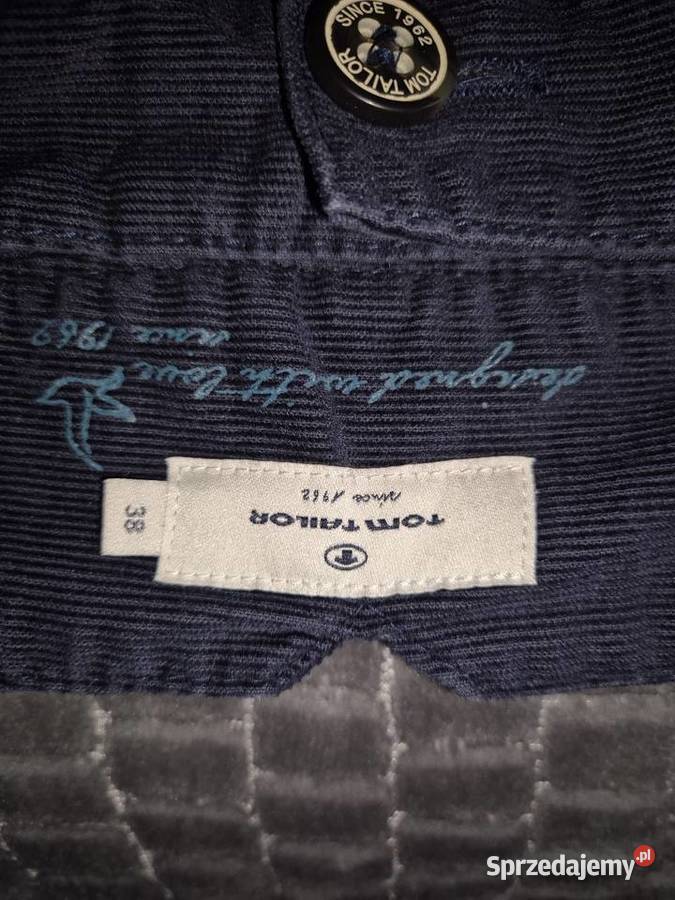 SINCE 1962
TOM TAILOR
designed with love
since 1962
38
TOM TAILOR
since 1962
Sprzedajemy.pl